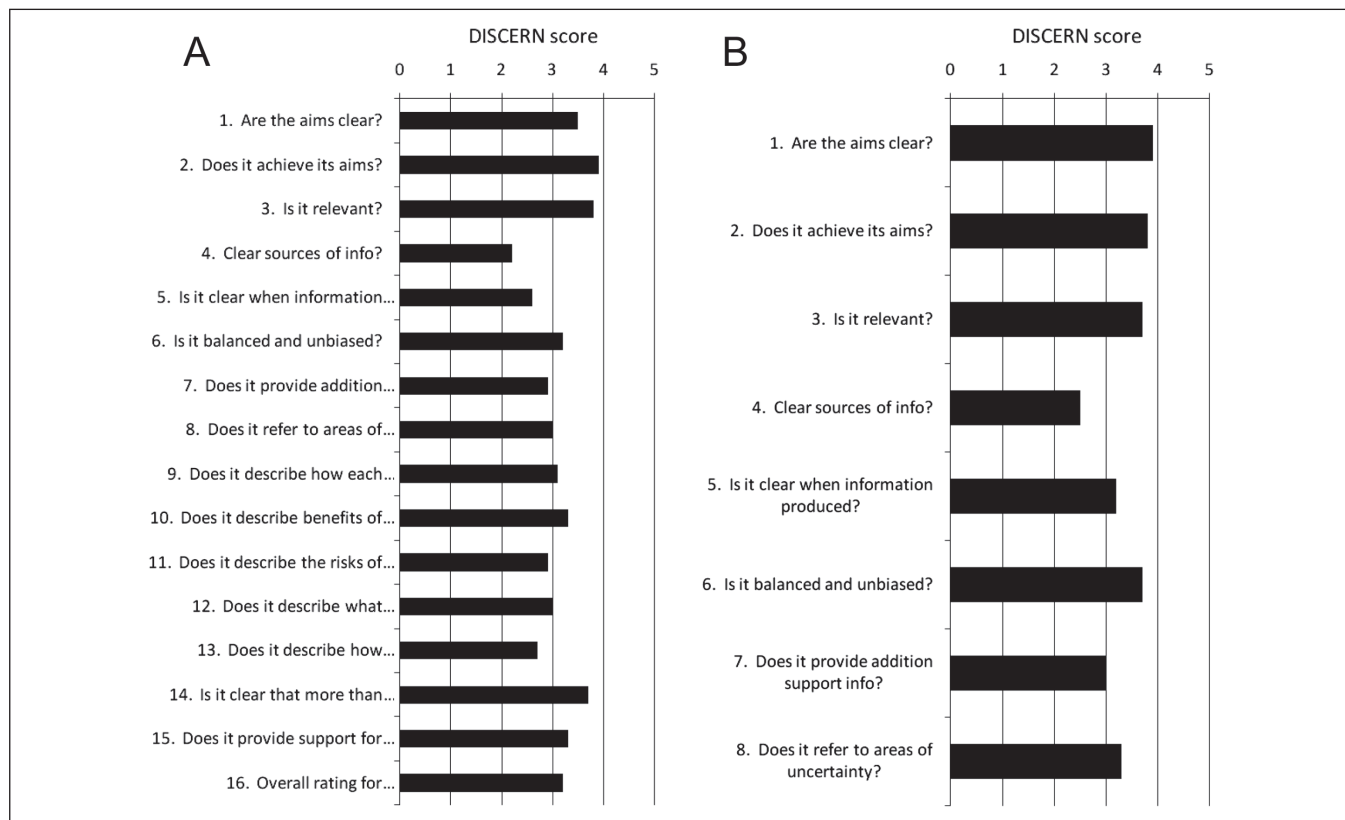 A
DISCERN score
0 1 2 3 4 5
1. Are the aims clear?
2. Does it achieve its aims?
3. Is it relevant?
4. Clear sources of info?
5. Is it clear when information...
6. Is it balanced and unbiased?
7. Does it provide addition...
8. Does it refer to areas of...
9. Does it describe how each...
10. Does it describe benefits of...
11. Does it describe the risks of...
12. Does it describe what...
13. Does it describe how...
14. Is it clear that more than...
15. Does it provide support for...
16. Overall rating for...
B
DISCERN score
0 1 2 3 4 5
1. Are the aims clear?
2. Does it achieve its aims?
3. Is it relevant?
4. Clear sources of info?
5. Is it clear when information
produced?
6. Is it balanced and unbiased?
7. Does it provide addition
support info?
8. Does it refer to areas of
uncertainty?